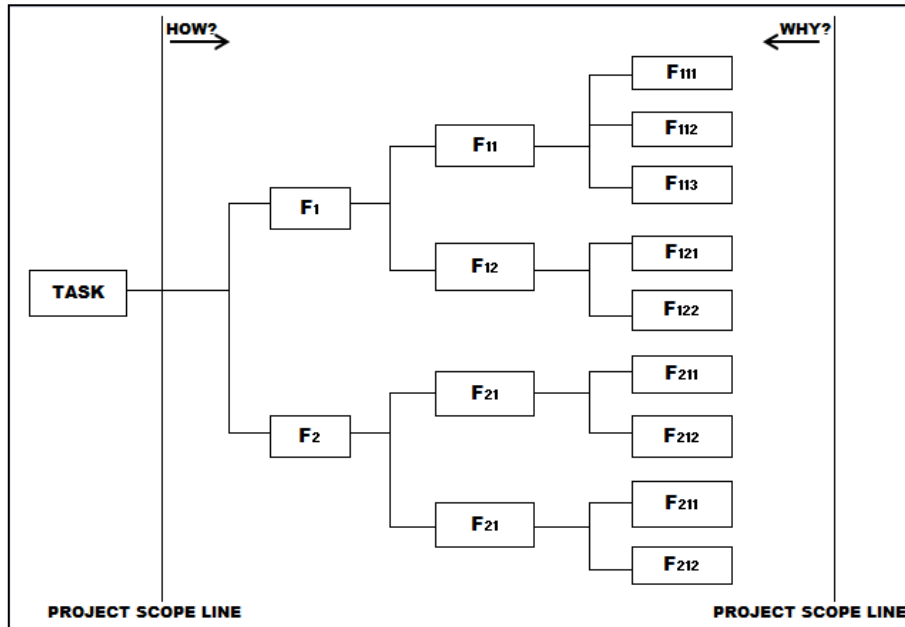 HOW?
WHY?
F111
F112
F11
F113
F1
F121
F12
TASK
F122
F211
F21
F212
F2
F211
F21
F212
PROJECT SCOPE LINE
PROJECT SCOPE LINE